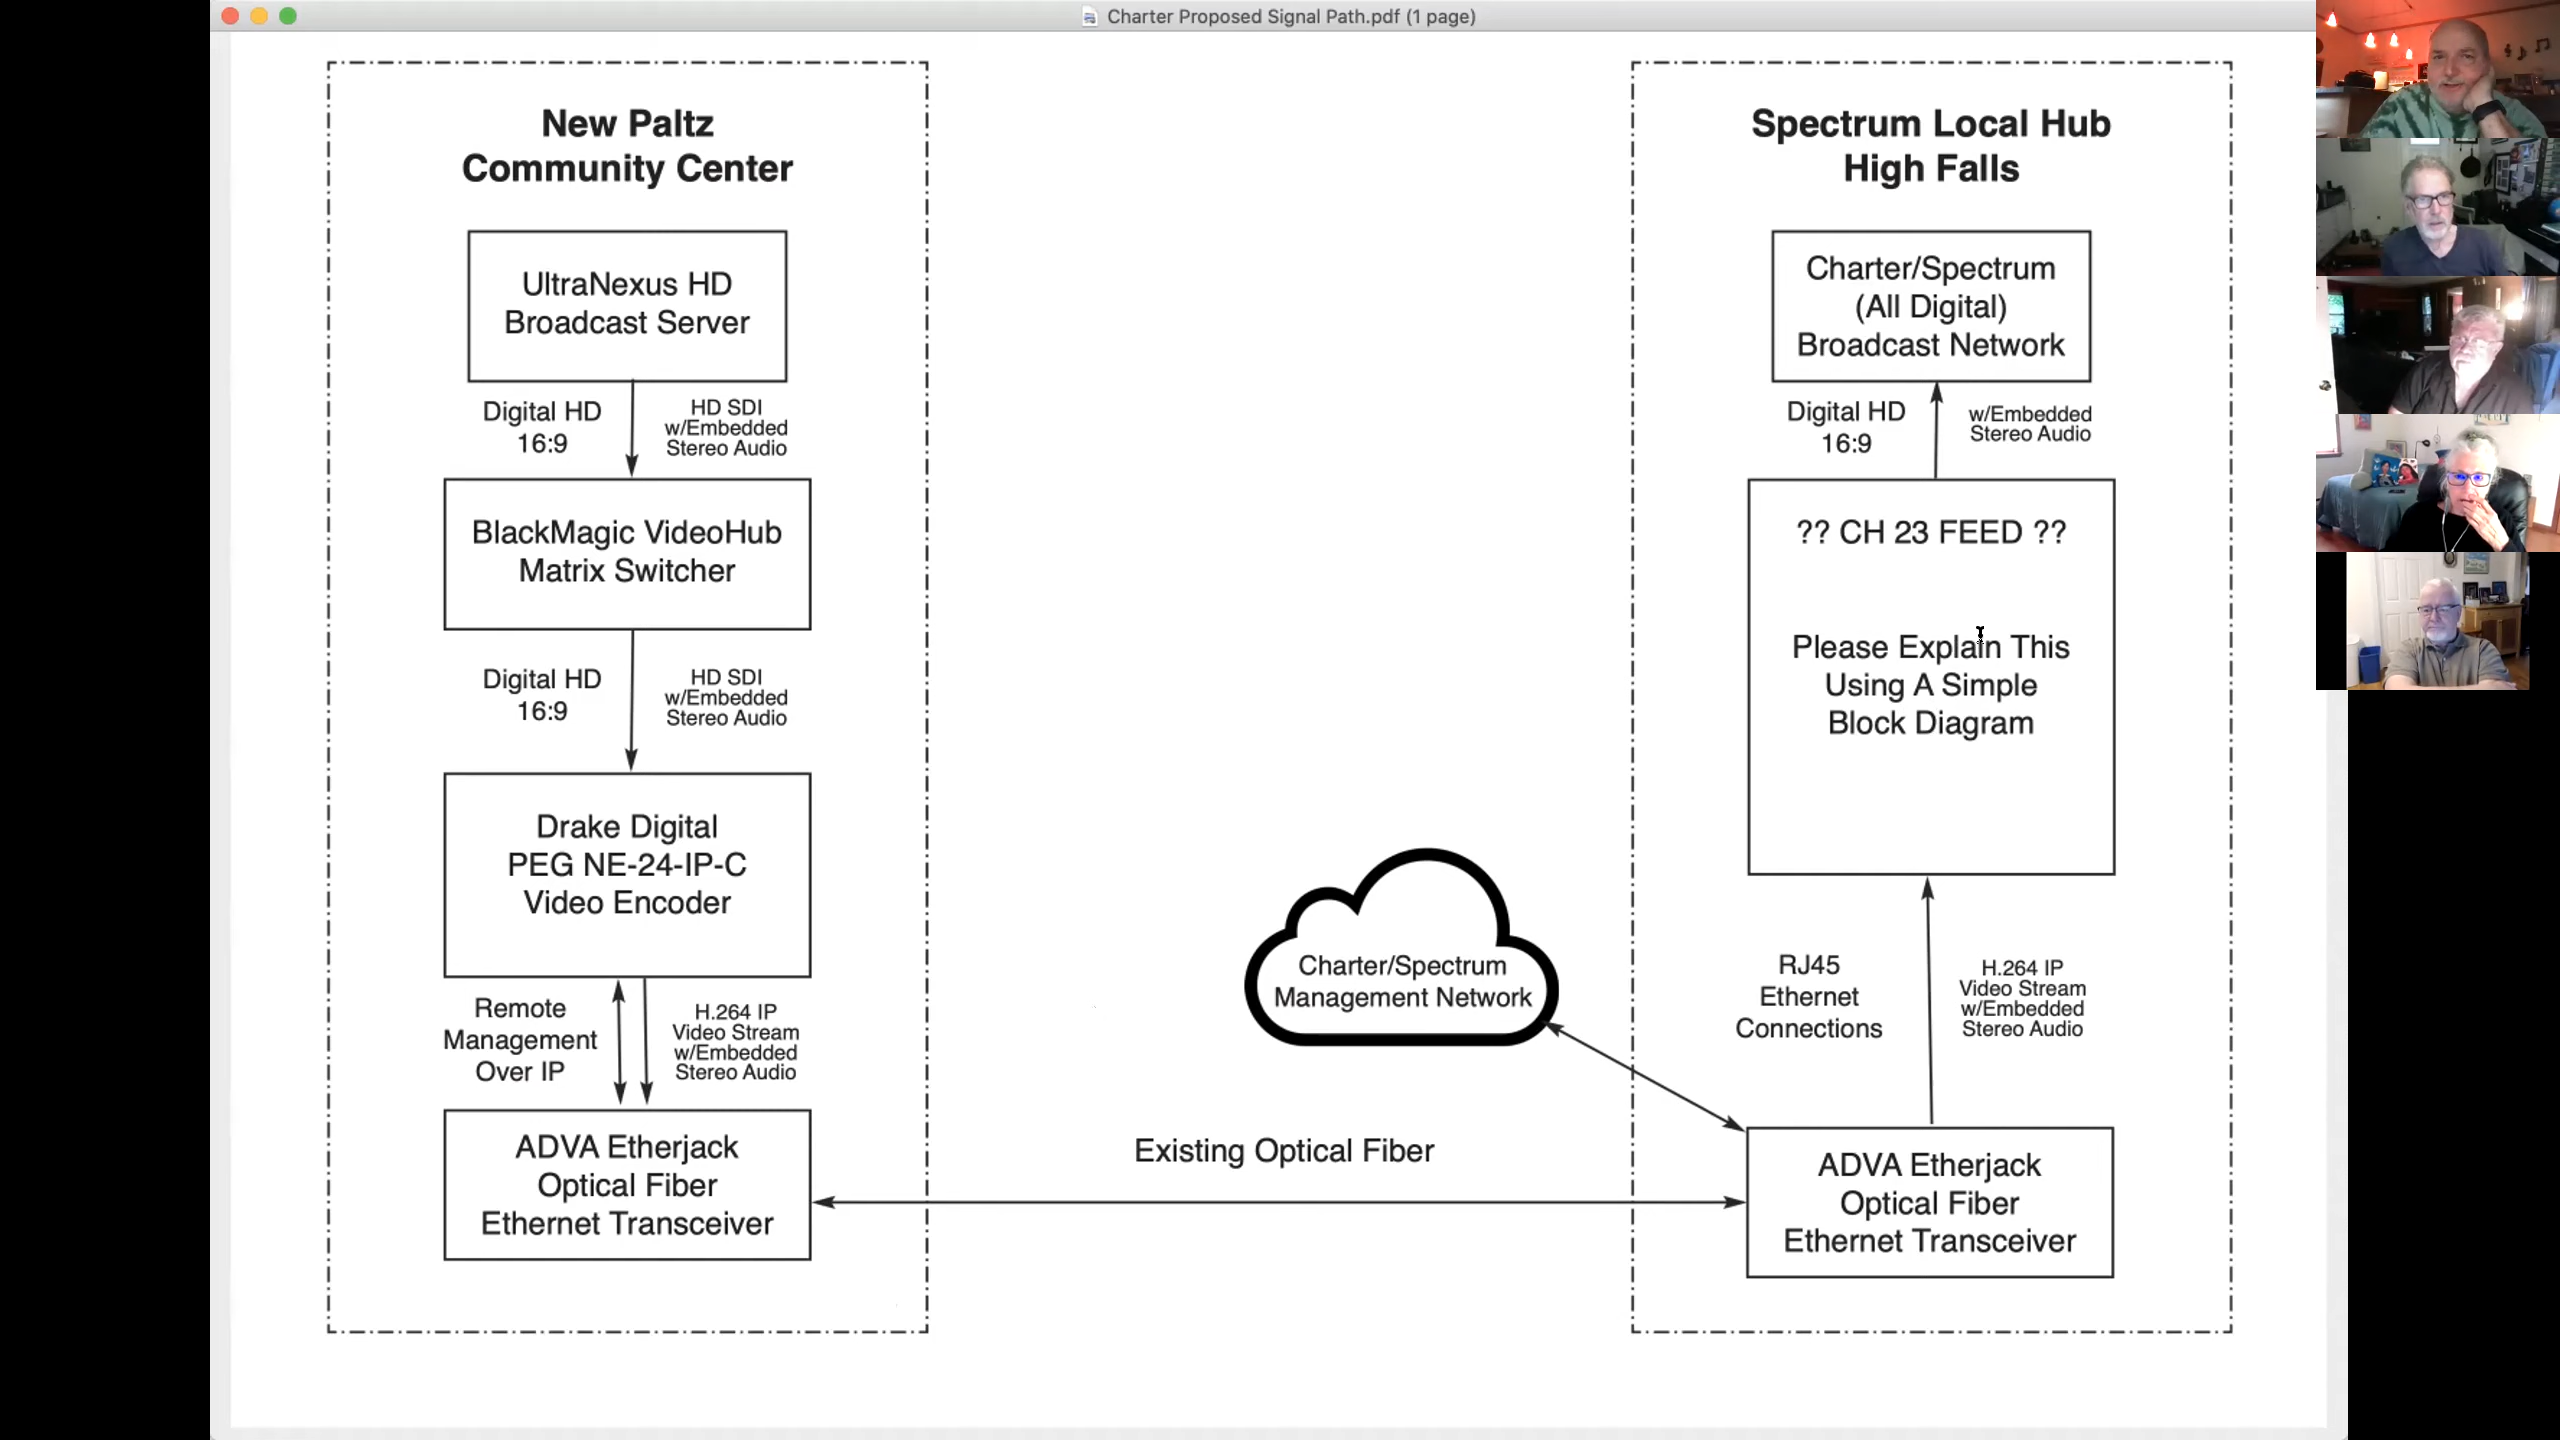 Charter Proposed Signal Path.pdf (1 page)
New Paltz
Community Center
UltraNexus HD
Broadcast Server
Digital HD
16:9
HD SDI
w/Embedded
Stereo Audio
BlackMagic VideoHub
Matrix Switcher
Digital HD
16:9
HD SDI
w/Embedded
Stereo Audio
Drake Digital
PEG NE-24-IP-C
Video Encoder
Remote
Management
Over IP
H.264 IP
Video Stream
w/Embedded
Stereo Audio
ADVA Etherjack
Optical Fiber
Ethernet Transceiver
Existing Optical Fiber
Charter/Spectrum
Management Network
Spectrum Local Hub
High Falls
Charter/Spectrum
(All Digital)
Broadcast Network
Digital HD
16:9
w/Embedded
Stereo Audio
?? CH 23 FEED ??
Please Explain This
Using A Simple
Block Diagram
RJ45
Ethernet
Connections
H.264 IP
Video Stream
w/Embedded
Stereo Audio
ADVA Etherjack
Optical Fiber
Ethernet Transceiver